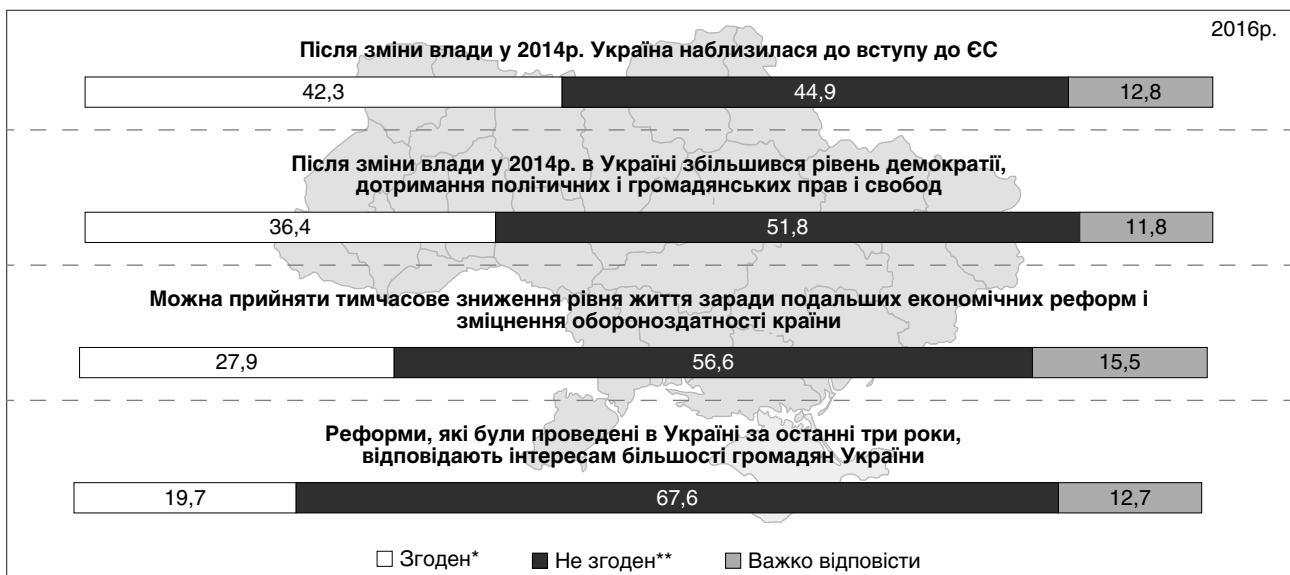 2016р.
Після зміни влади у 2014р. Україна наблизилася до вступу до ЄС
42,3 44,9 12,8
Після зміни влади у 2014р. в Україні збільшився рівень демократії,
дотримання політичних і громадянських прав і свобод
36,4 51,8 11,8
Можна прийняти тимчасове зниження рівня життя заради подальших економічних реформ і
зміцнення обороноздатності країни
27,9 56,6 15,5
Реформи, які були проведені в Україні за останні три роки,
відповідають інтересам більшості громадян України
19,7 67,6 12,7
Згоден* Не згоден** Важко відповісти